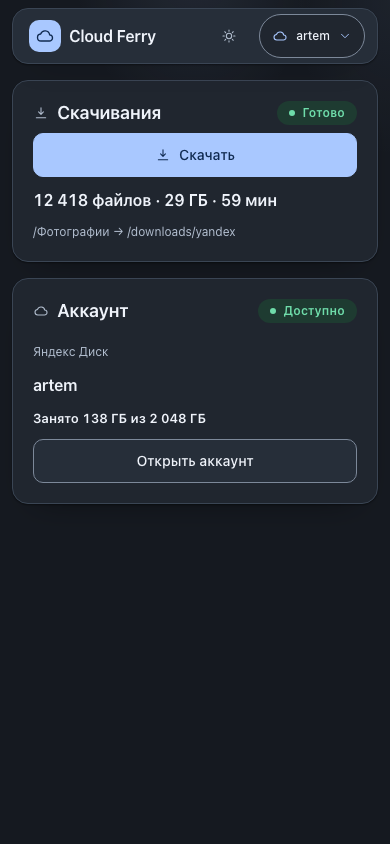 Cloud Ferry
artem
Скачивания
Готово
Скачать
12 418 файлов · 29 ГБ · 59 мин
/Фотографии → /downloads/yandex
Аккаунт
Доступно
Яндекс Диск
artem
Занято 138 ГБ из 2 048 ГБ
Открыть аккаунт